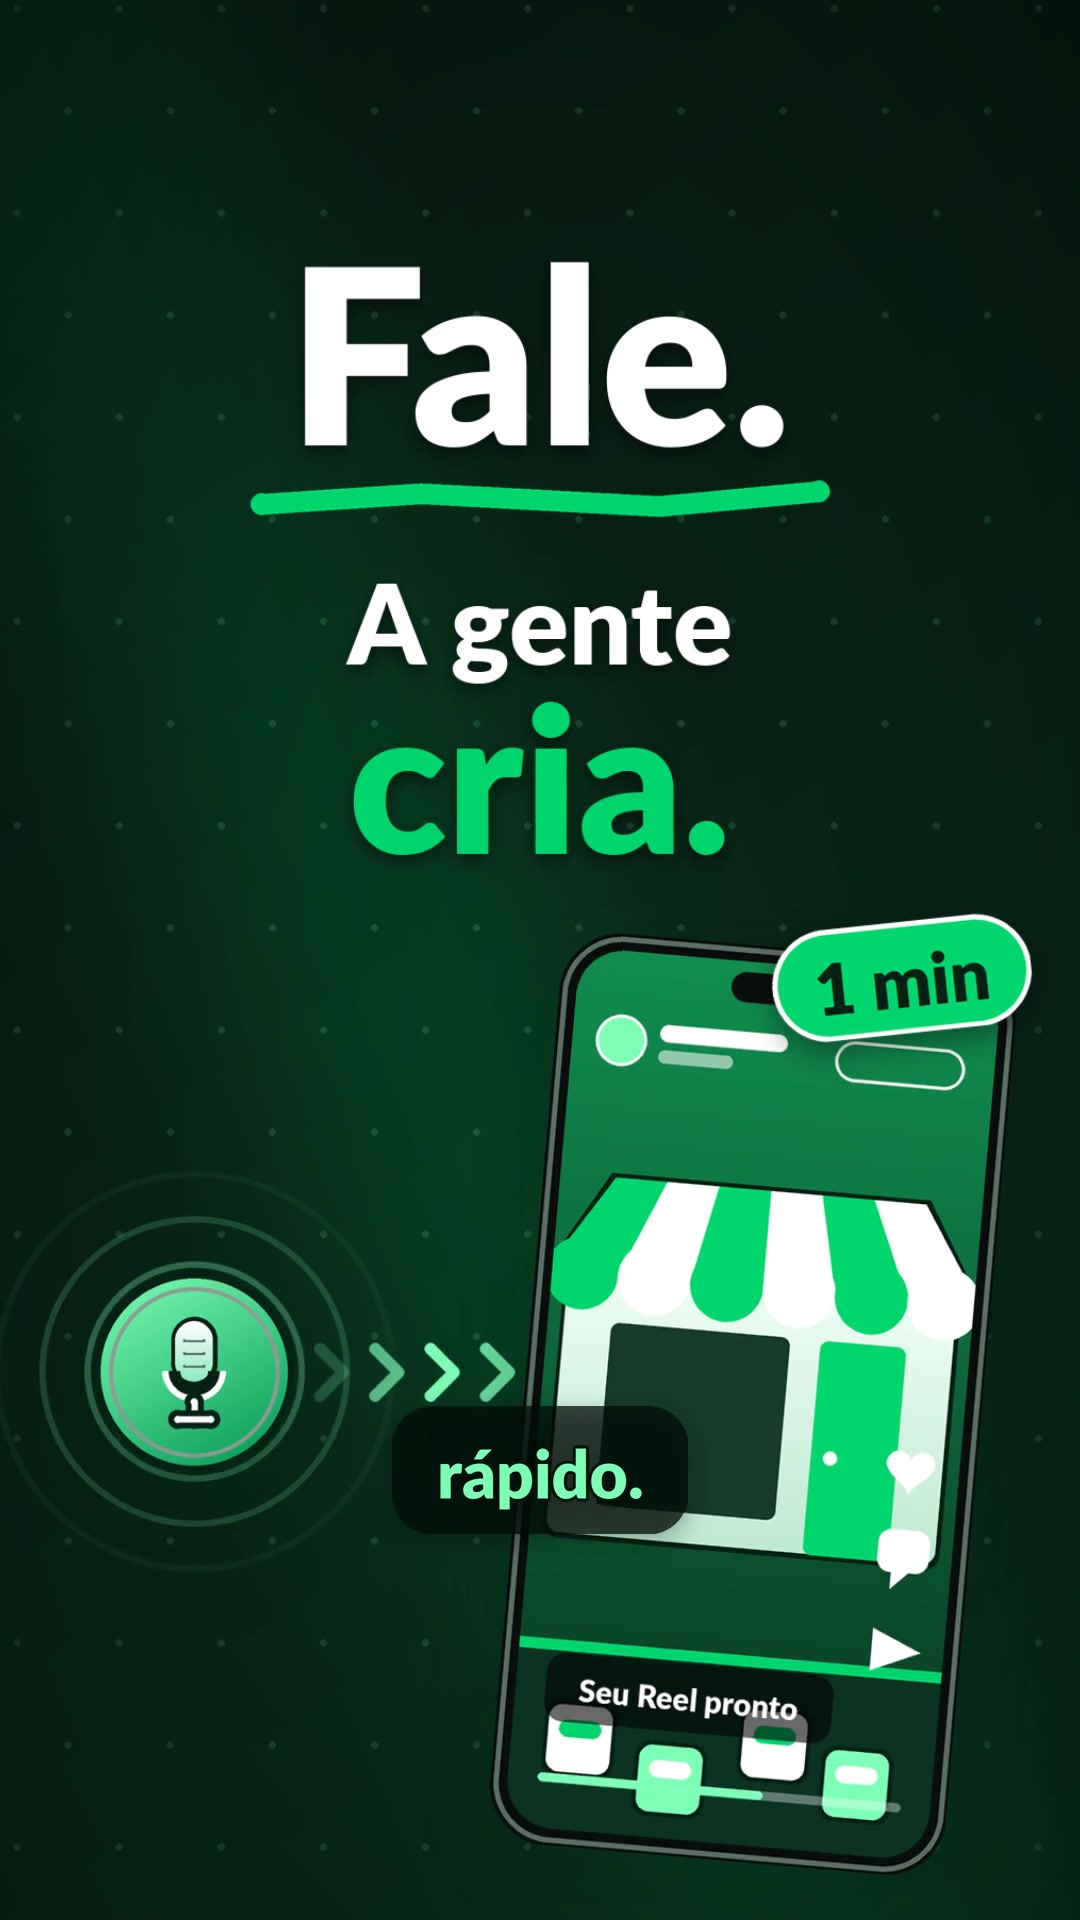 Fale.
A gente
cria.
1 min
rápido.
Seu Reel pronto